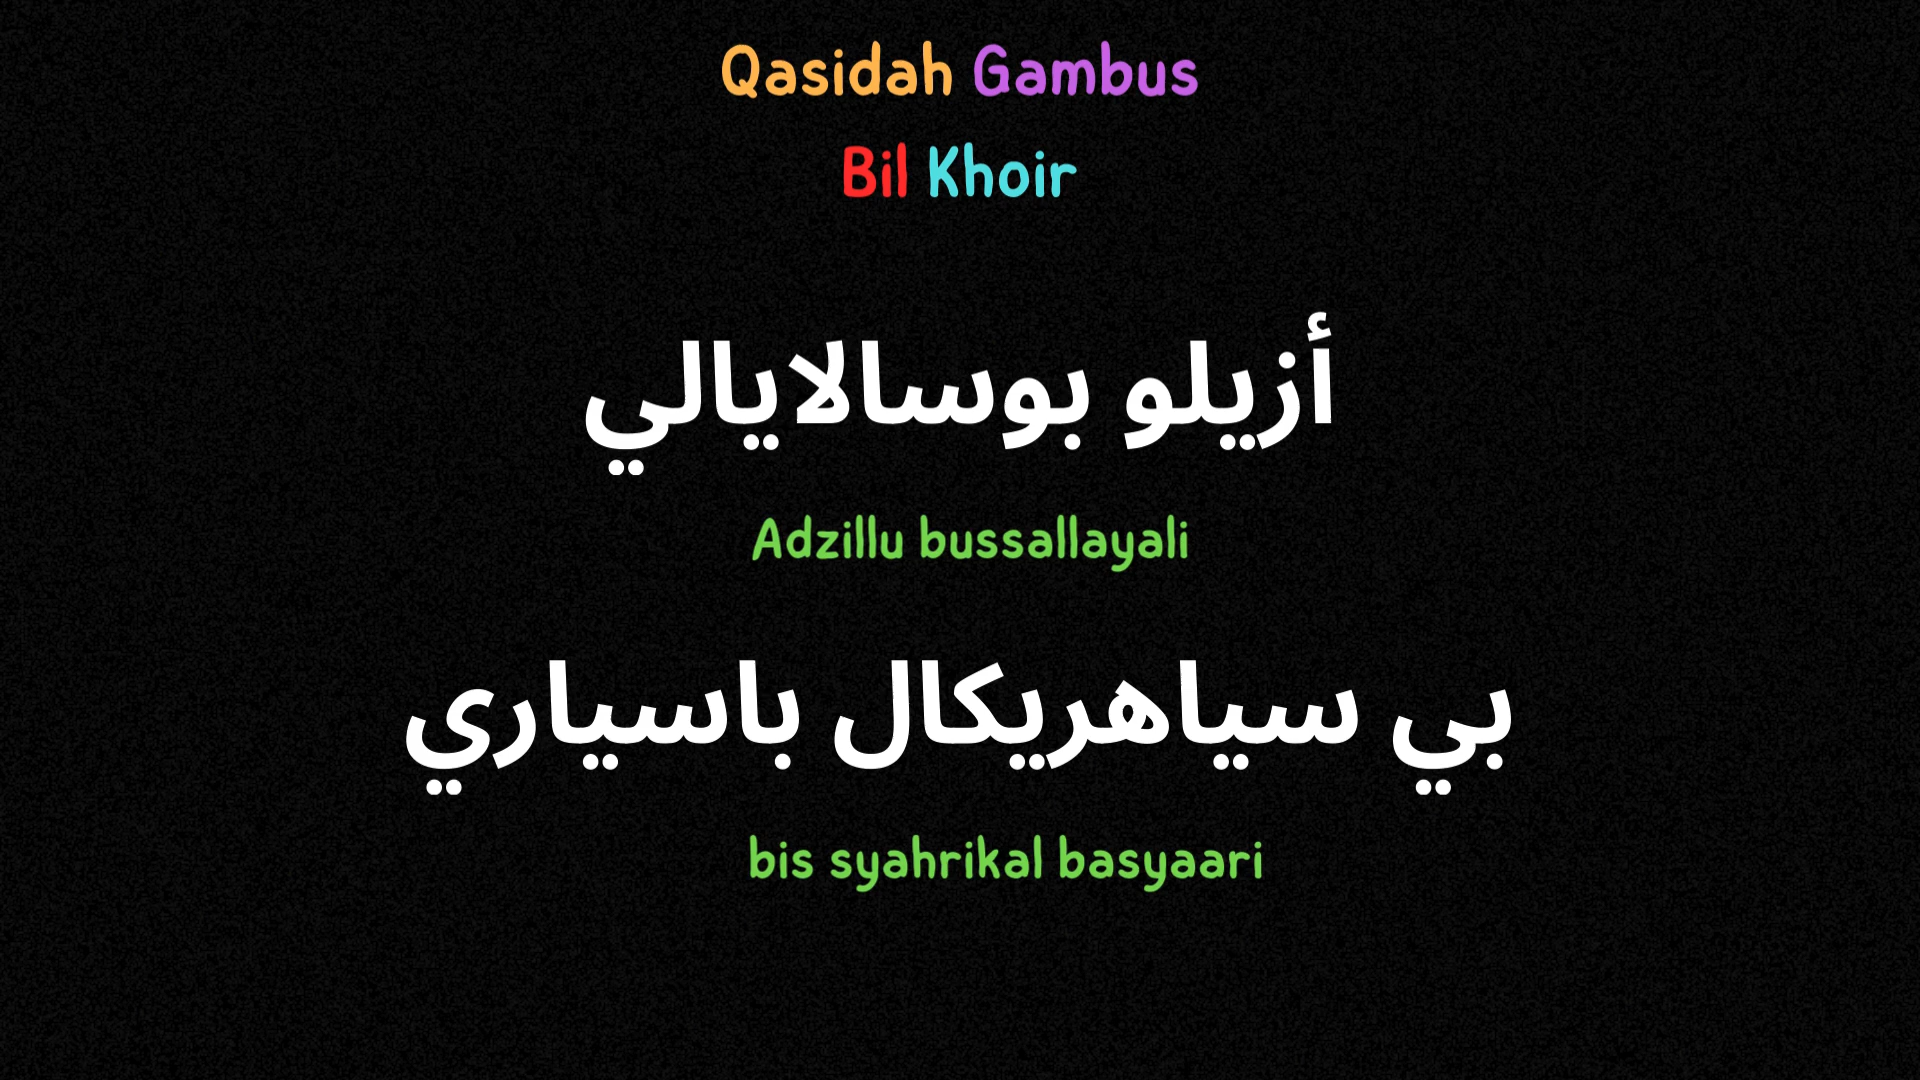 Qasidah Gambus
Bil Khoir
أزيلو بوسالايالي
Adzillu bussallayali
بي سياهريكال باسياري
bis syahrikal basyaari